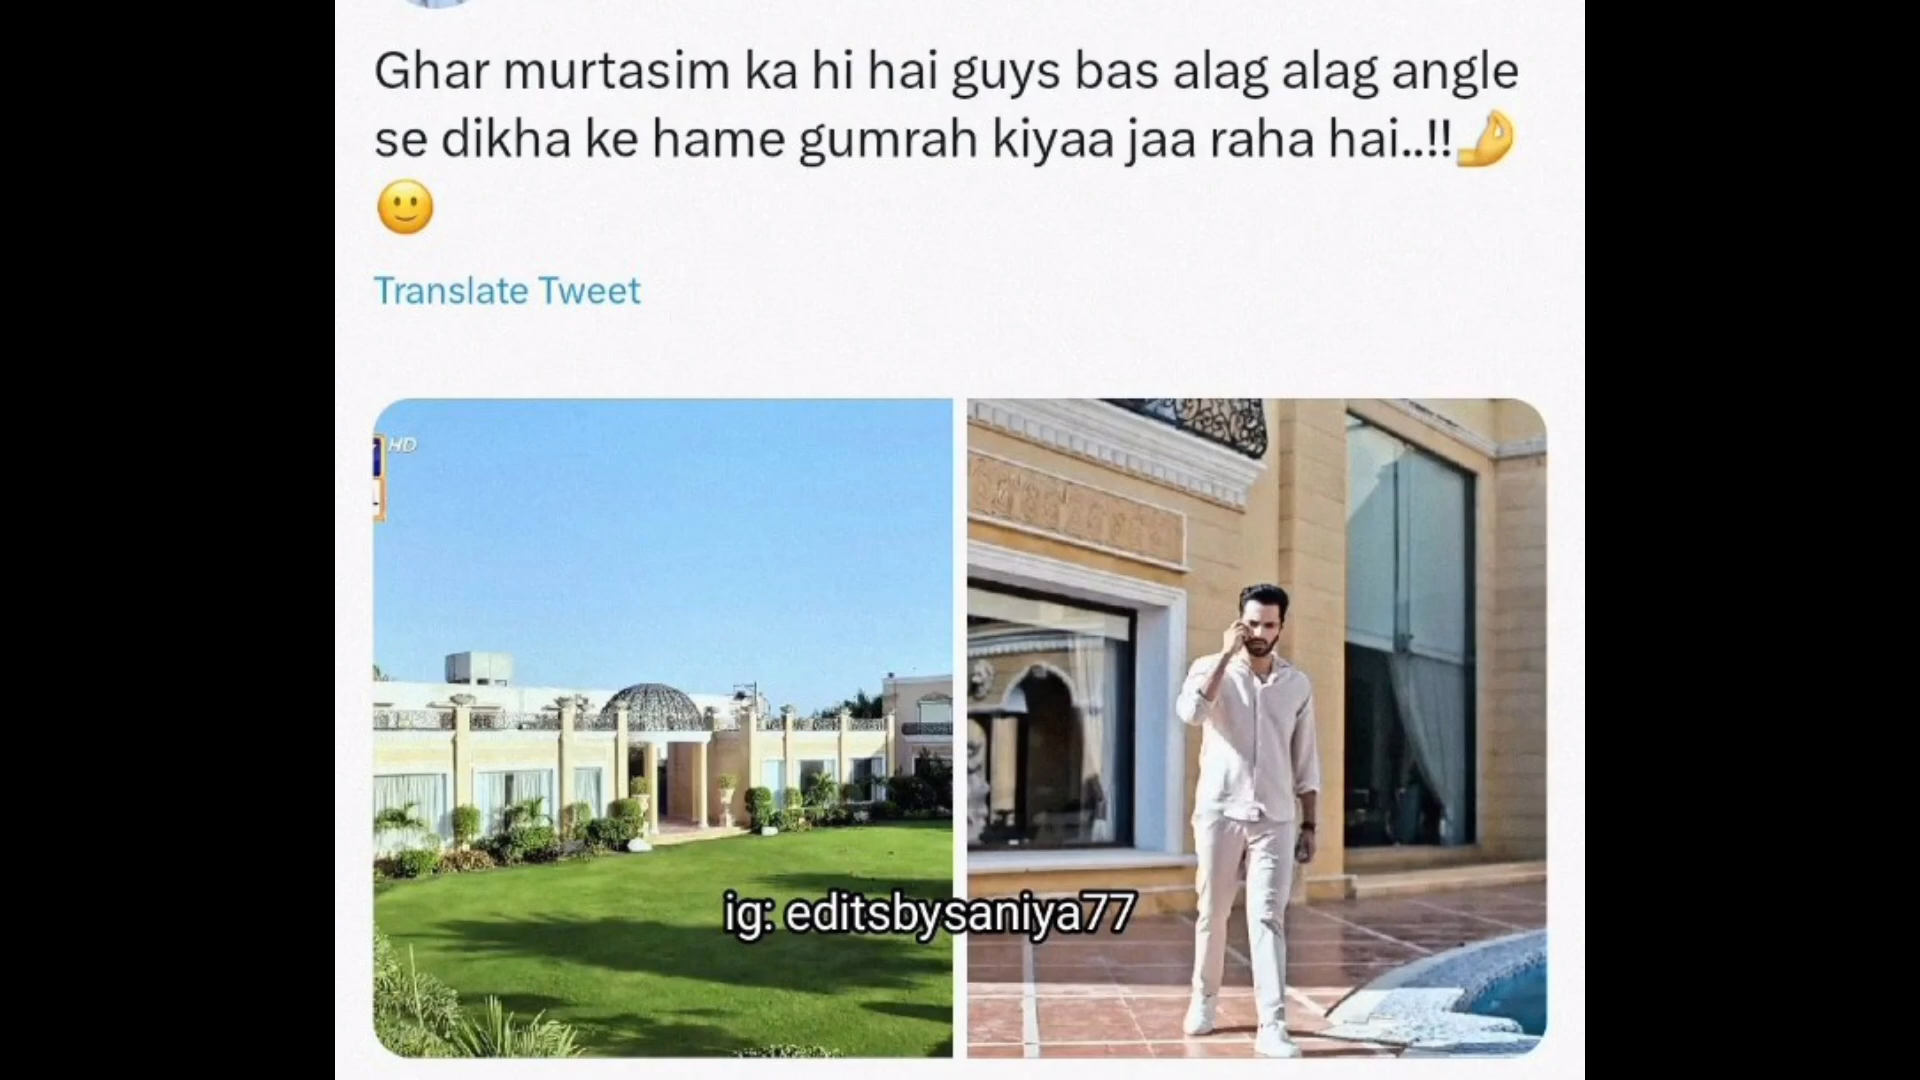 Ghar murtasim ka hi hai guys bas alag alag angle
se dikha ke hame gumrah kiyaa jaa raha hai..!!🤌
🙂
Translate Tweet
HD
ig: editsbysaniya77